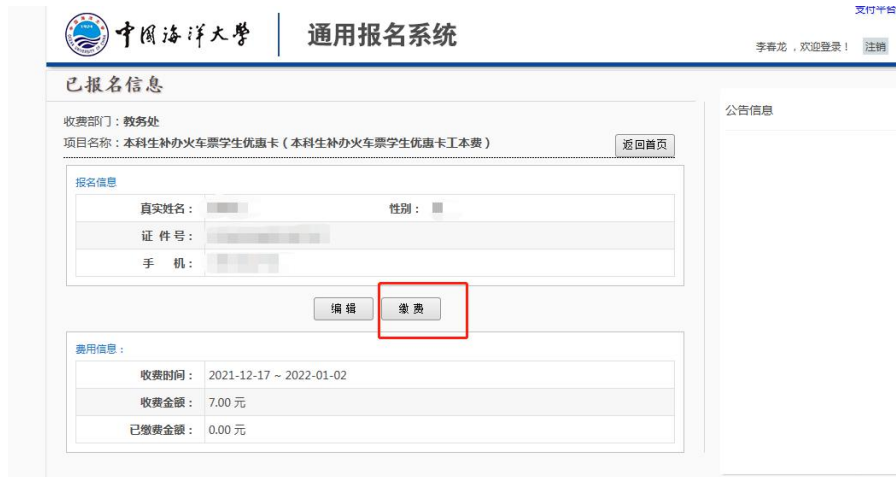 支付平台
中国海洋大学
通用报名系统
李春龙 ，欢迎登录！ 注销
已报名信息
公告信息
收费部门：教务处
项目名称：本科生补办火车票学生优惠卡（本科生补办火车票学生优惠卡工本费）
返回首页
报名信息
真实姓名：
性别：
证 件 号：
手 机：
编 辑
缴 费
费用信息：
收费时间： 2021-12-17 ~ 2022-01-02
收费金额： 7.00 元
已缴费金额： 0.00 元